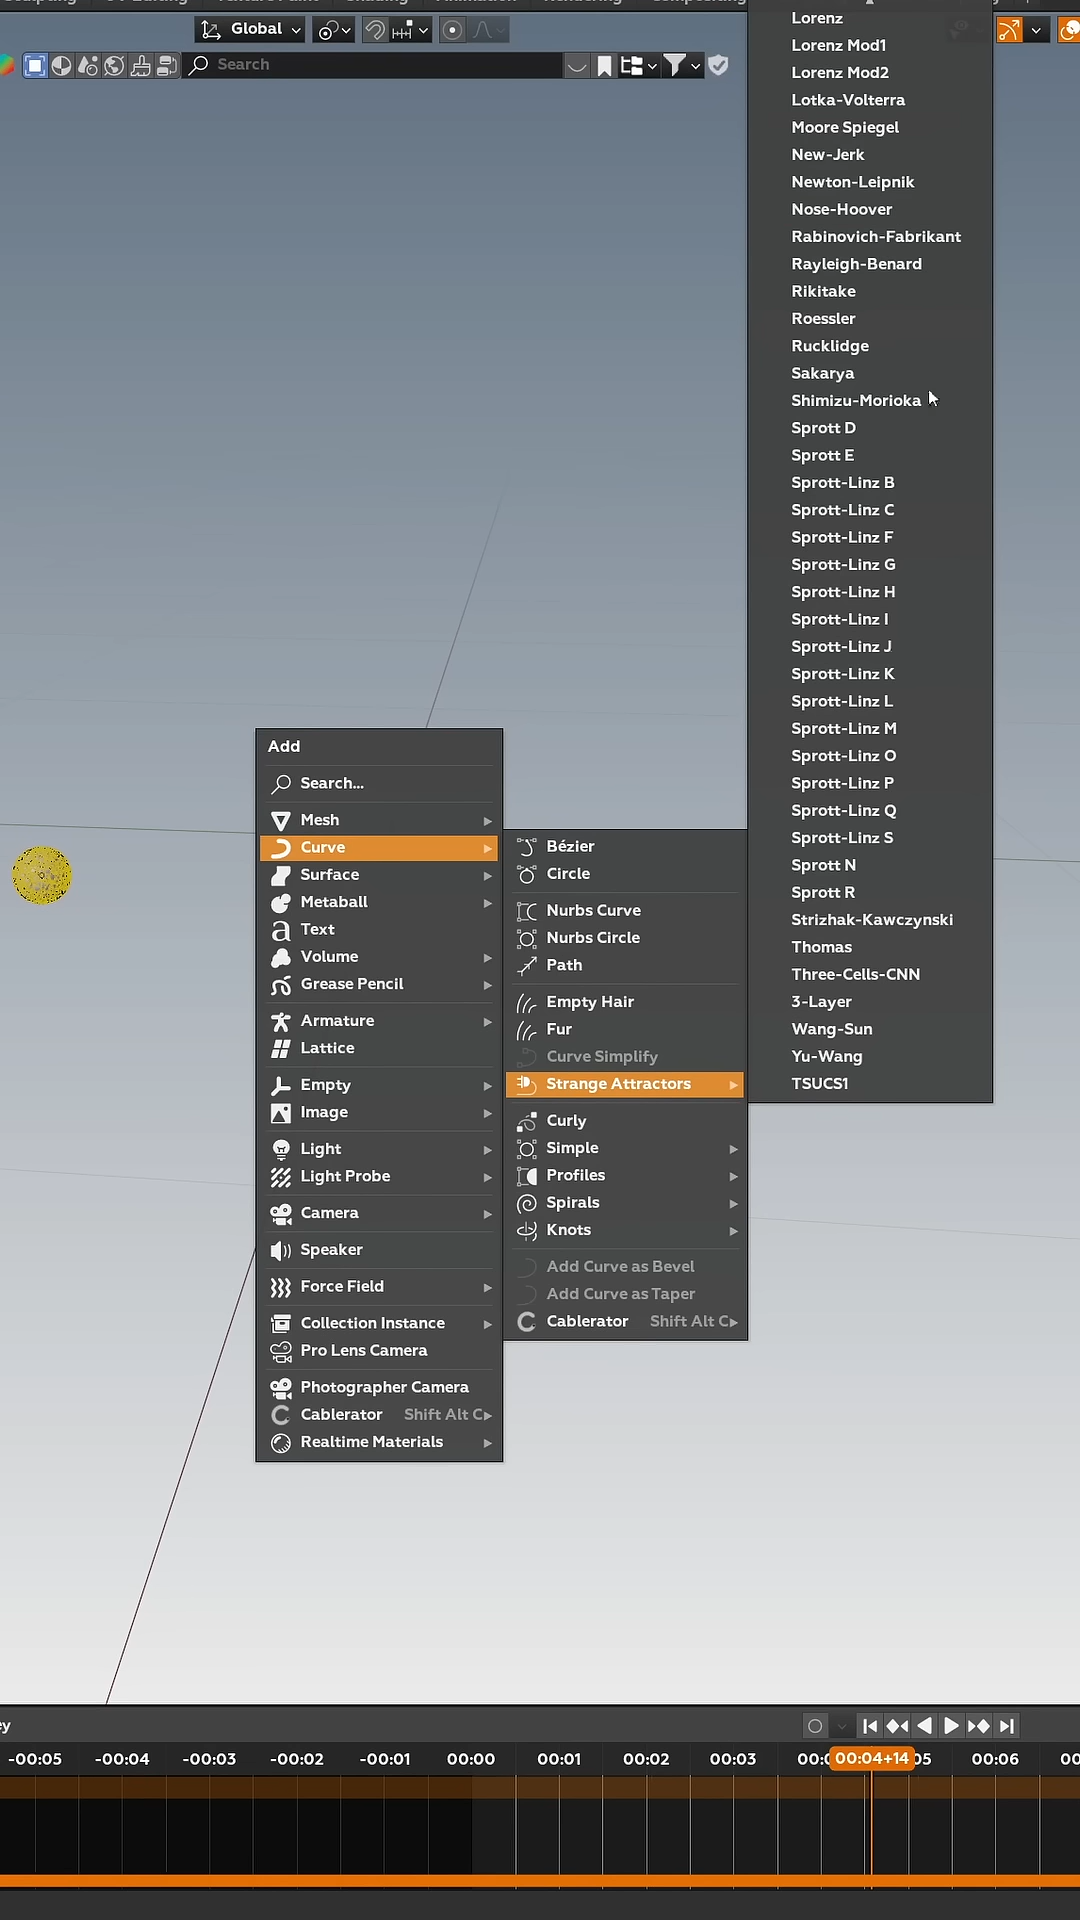 Global
Search
Lorenz
Lorenz Mod1
Lorenz Mod2
Lotka-Volterra
Moore Spiegel
New-Jerk
Newton-Leipnik
Nose-Hoover
Rabinovich-Fabrikant
Rayleigh-Benard
Rikitake
Roessler
Rucklidge
Sakarya
Shimizu-Morioka
Sprott D
Sprott E
Sprott-Linz B
Sprott-Linz C
Sprott-Linz F
Sprott-Linz G
Sprott-Linz H
Sprott-Linz I
Sprott-Linz J
Sprott-Linz K
Sprott-Linz L
Sprott-Linz M
Sprott-Linz O
Sprott-Linz P
Sprott-Linz Q
Sprott-Linz S
Sprott N
Sprott R
Strizhak-Kawczynski
Thomas
Three-Cells-CNN
3-Layer
Wang-Sun
Yu-Wang
TSUCS1
Add
Search...
Mesh
Curve
Surface
Metaball
Text
Volume
Grease Pencil
Armature
Lattice
Empty
Image
Light
Light Probe
Camera
Speaker
Force Field
Collection Instance
Pro Lens Camera
Photographer Camera
Cablerator Shift Alt C
Realtime Materials
Bézier
Circle
Nurbs Curve
Nurbs Circle
Path
Empty Hair
Fur
Curve Simplify
Strange Attractors
Curly
Simple
Profiles
Spirals
Knots
Add Curve as Bevel
Add Curve as Taper
Cablerator Shift Alt C
-00:05 -00:04 -00:03 -00:02 -00:01 00:00 00:01 00:02 00:03 00:04+14 00:06